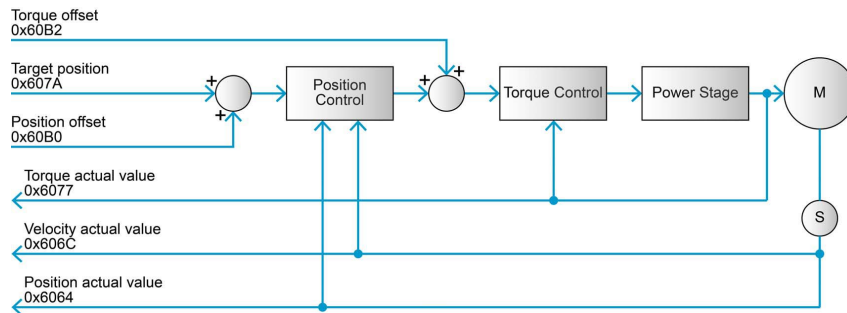 Torque offset
0x60B2
Target position
0x607A
Position offset
0x60B0
+
+
Position
Control
+
+
Torque Control
Power Stage
M
Torque actual value
0x6077
S
Velocity actual value
0x606C
Position actual value
0x6064